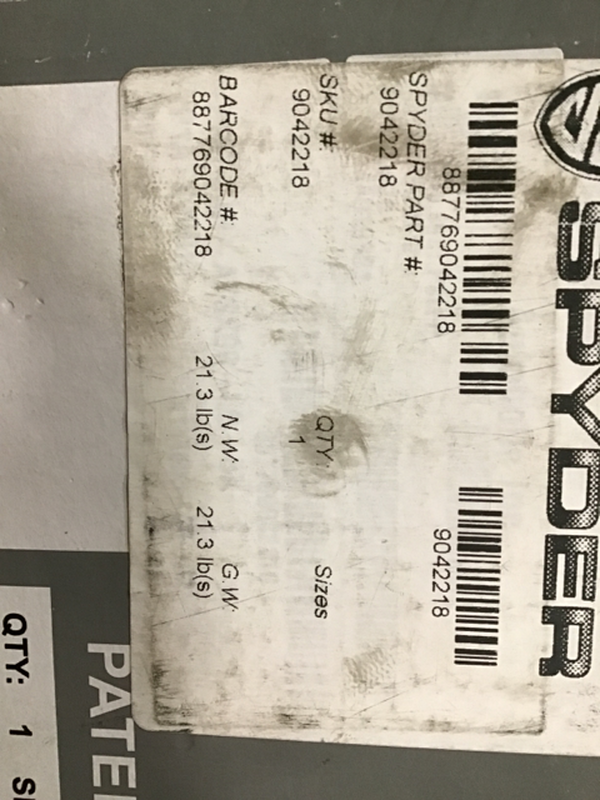 SPYDER
887769042218
9042218
SPYDER PART #:
9042218
SKU #:
9042218
QTY:
1
Sizes
BARCODE #:
887769042218
N.W:
21.3 lb(s)
G.W:
21.3 lb(s)
QTY: 1